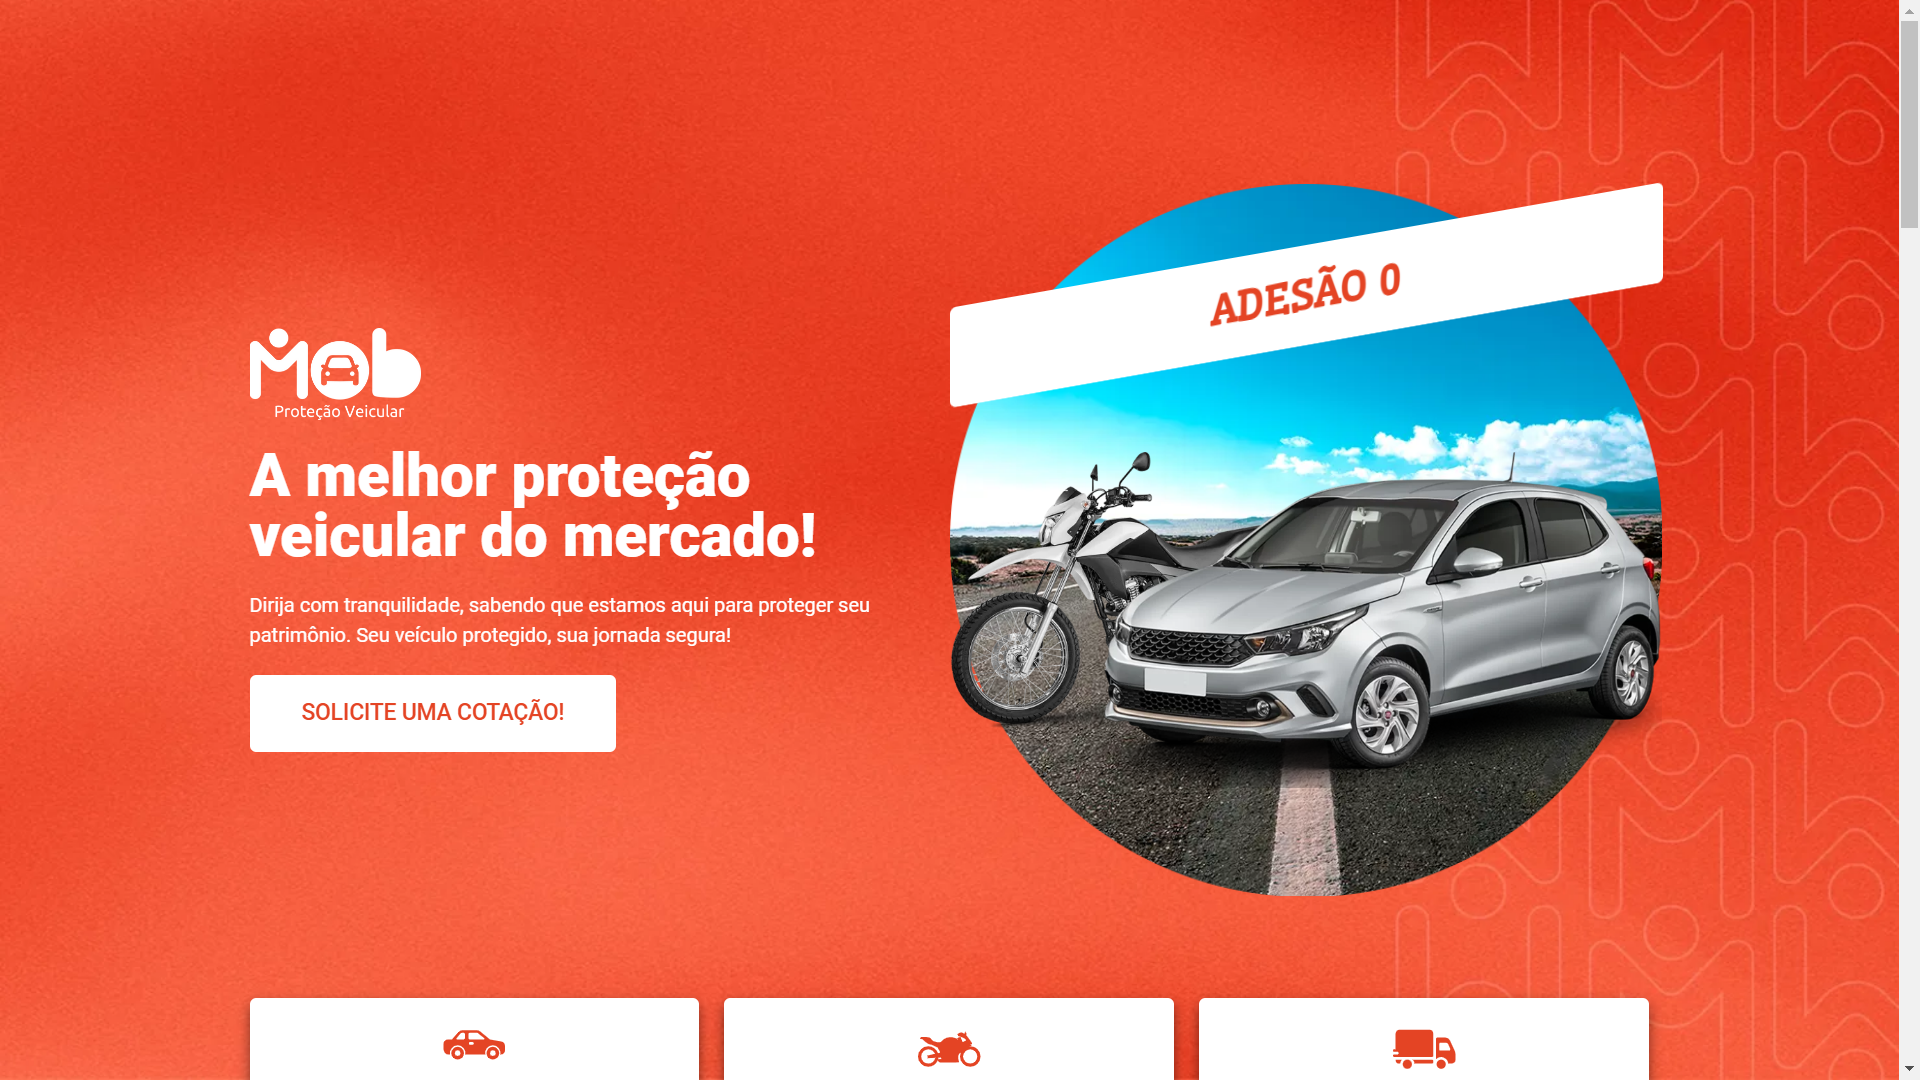 ADESÃO 0
Mob
Proteção Veicular
A melhor proteção
veicular do mercado!
Dirija com tranquilidade, sabendo que estamos aqui para proteger seu
patrimônio. Seu veículo protegido, sua jornada segura!
SOLICITE UMA COTAÇÃO!